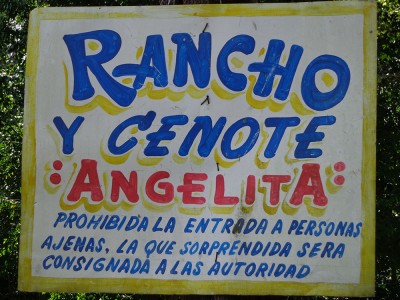 RANCHO
Y CENOTE
:ANGELITA:
PROHIBIDA LA ENTRADA A PERSONAS
AJENAS, LA QUE SORPRENDIDA SERA
CONSIGNADA A LAS AUTORIDAD